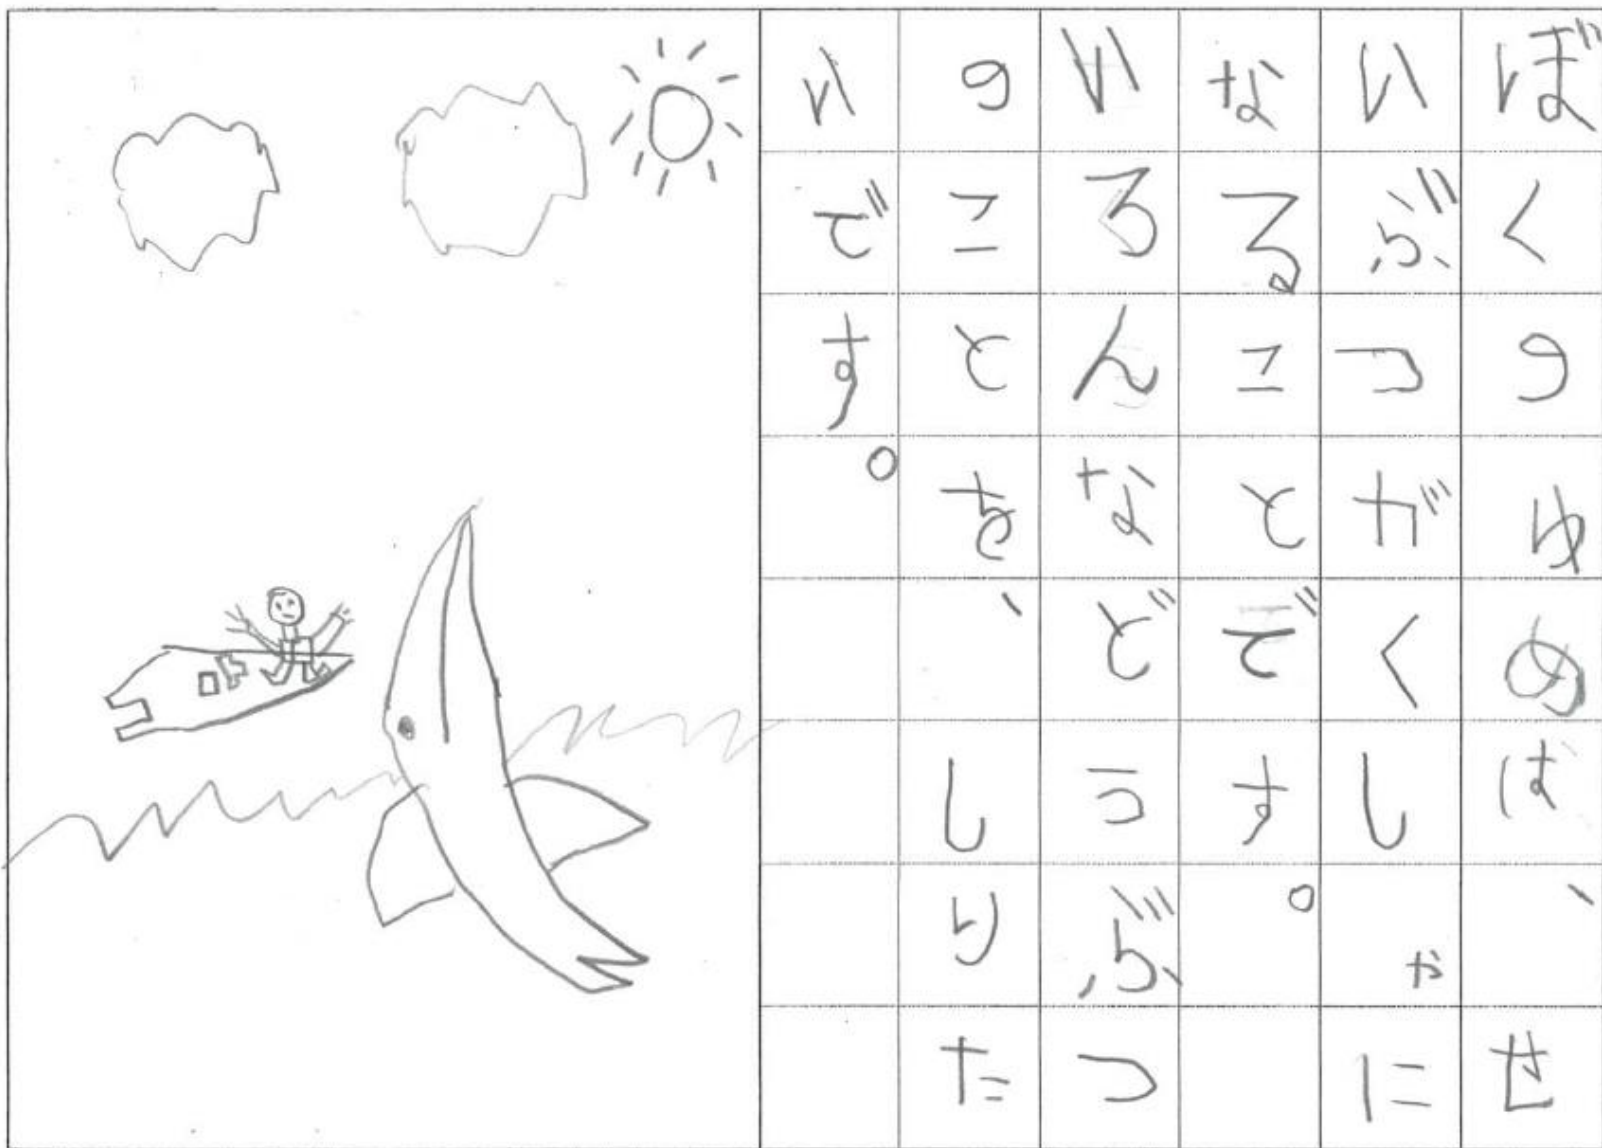 ぼくのゆめは、せ
いぶつがくしゃに
なることです。
いろんなどうぶつ
のことを、しりた
いです。